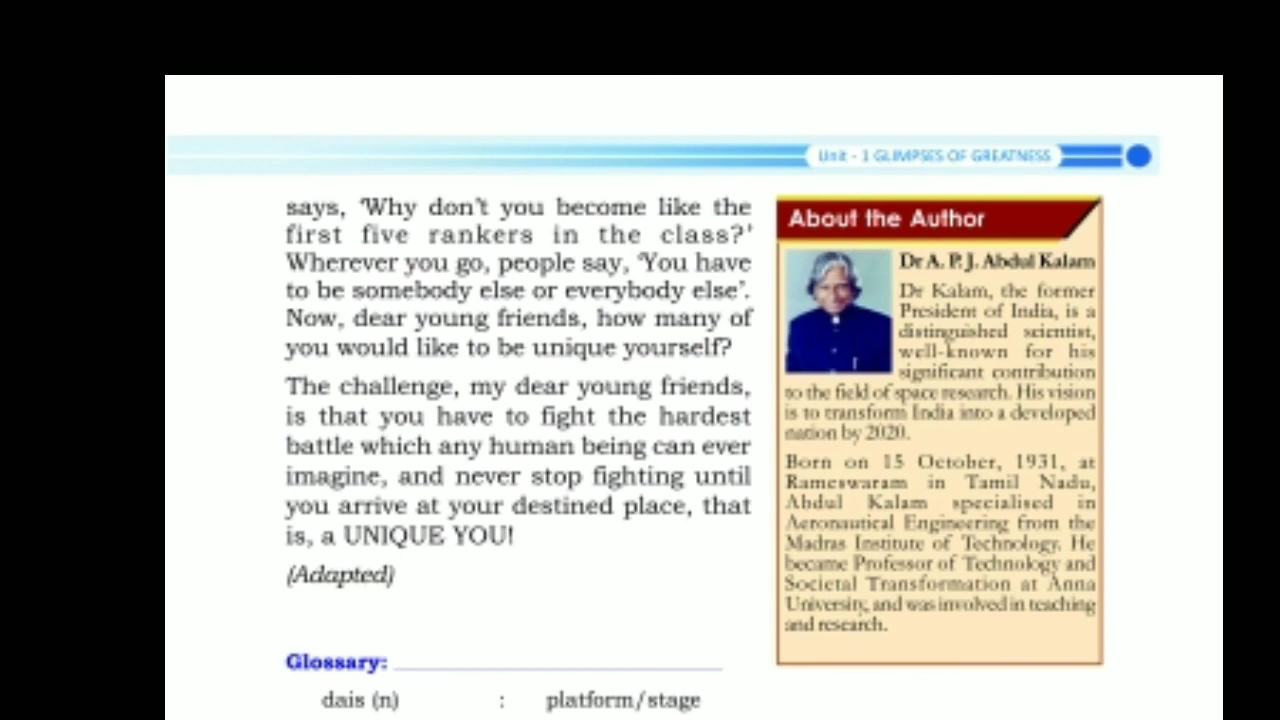 Unit - 1 GLIMPSES OF GREATNESS
says, 'Why don't you become like the
first five rankers in the class?'
Wherever you go, people say, 'You have
to be somebody else or everybody else'.
Now, dear young friends, how many of
you would like to be unique yourself?
The challenge, my dear young friends,
is that you have to fight the hardest
battle which any human being can ever
imagine, and never stop fighting until
you arrive at your destined place, that
is, a UNIQUE YOU!
(Adapted)
Glossary:
dais (n) : platform/stage
About the Author
Dr A. P. J. Abdul Kalam
Dr Kalam, the former
President of India, is a
distinguished scientist,
well-known for his
significant contribution
to the field of space research. His vision
is to transform India into a developed
nation by 2020.
Born on 15 October, 1931, at
Rameswaram in Tamil Nadu,
Abdul Kalam specialised in
Aeronautical Engineering from the
Madras Institute of Technology. He
became Professor of Technology and
Societal Transformation at Anna
University, and was involved in teaching
and research.